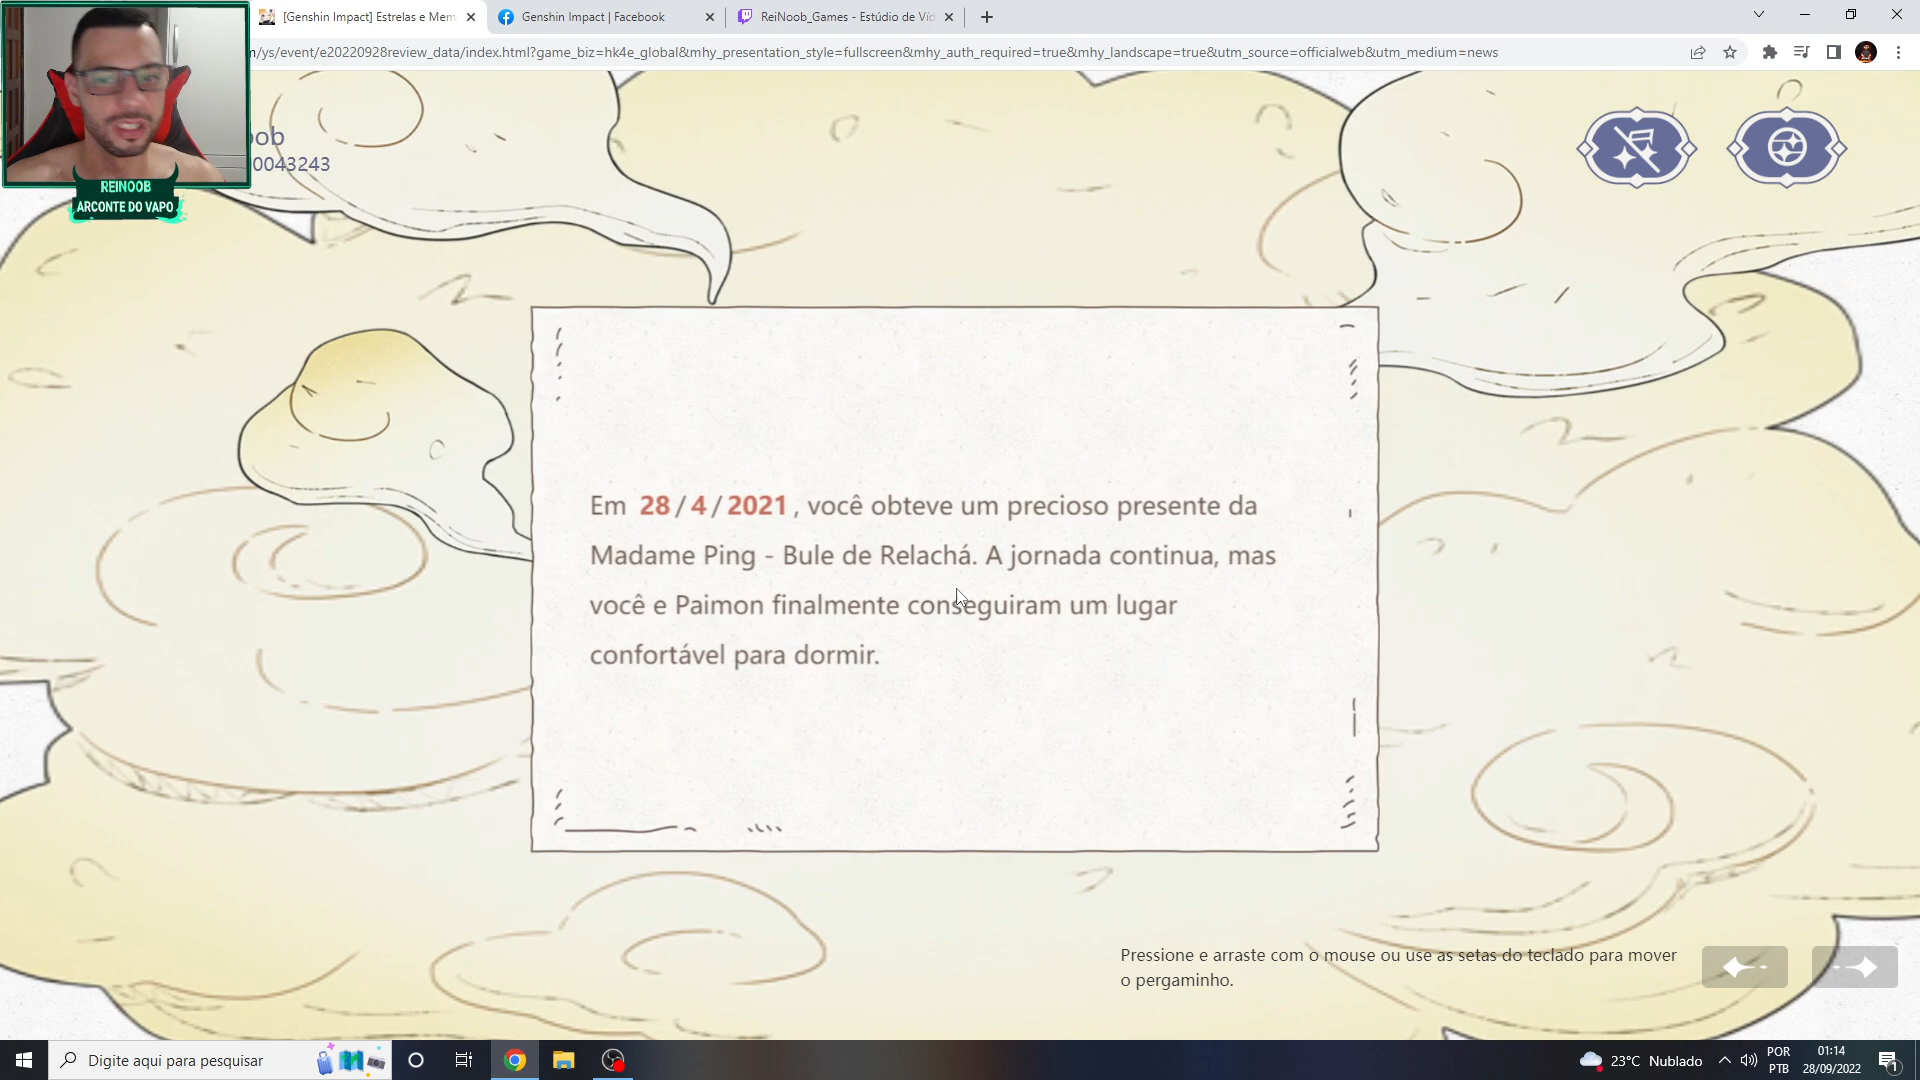 [Genshin Impact] Estrelas e Mem
Genshin Impact | Facebook
ReiNoob_Games - Estúdio de Víd
m/ys/event/e20220928review_data/index.html?game_biz=hk4e_global&mhy_presentation_style=fullscreen&mhy_auth_required=true&mhy_landscape=true&utm_source=officialweb&utm_medium=news
oob
0043243
REINOOB
ARCONTE DO VAPO
Em 28/4/2021, você obteve um precioso presente da
Madame Ping - Bule de Relachá. A jornada continua, mas
você e Paimon finalmente conseguiram um lugar
confortável para dormir.
Pressione e arraste com o mouse ou use as setas do teclado para mover
o pergaminho.
Digite aqui para pesquisar
23°C Nublado
POR
PTB
01:14
28/09/2022
1